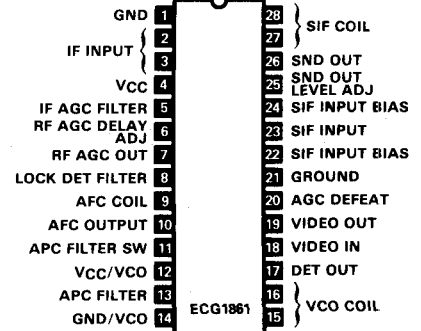 GND 1
IF INPUT 2
3
VCC 4
IF AGC FILTER 5
RF AGC DELAY
ADJ 6
RF AGC OUT 7
LOCK DET FILTER 8
AFC COIL 9
AFC OUTPUT 10
APC FILTER SW 11
VCC/VCO 12
APC FILTER 13
GND/VCO 14
ECG1861
28 SIF COIL
27
26 SND OUT
25 SND OUT
LEVEL ADJ
24 SIF INPUT BIAS
23 SIF INPUT
22 SIF INPUT BIAS
21 GROUND
20 AGC DEFEAT
19 VIDEO OUT
18 VIDEO IN
17 DET OUT
16 VCO COIL
15